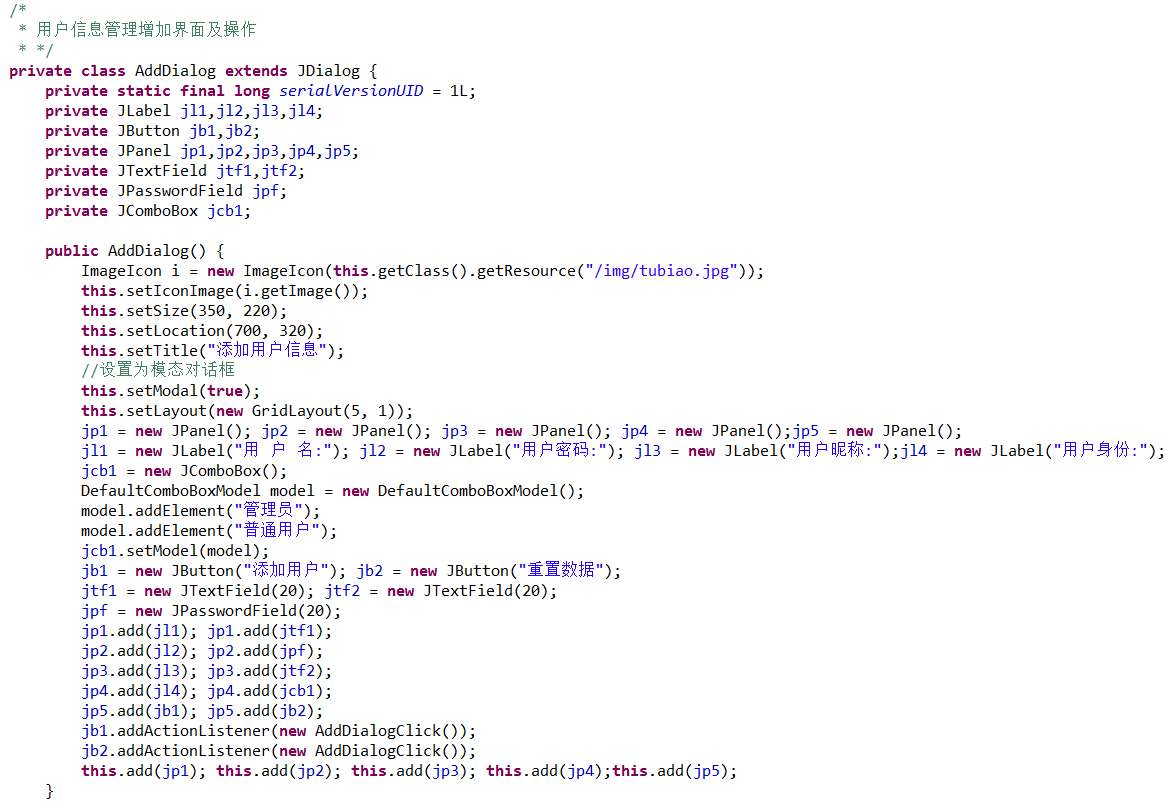 /*
 * 用户信息管理增加界面及操作
 * */
private class AddDialog extends JDialog {
    private static final long serialVersionUID = 1L;
    private JLabel jl1,jl2,jl3,jl4;
    private JButton jb1,jb2;
    private JPanel jp1,jp2,jp3,jp4,jp5;
    private JTextField jtf1,jtf2;
    private JPasswordField jpf;
    private JComboBox jcb1;

    public AddDialog() {
        ImageIcon i = new ImageIcon(this.getClass().getResource("/img/tubiao.jpg"));
        this.setIconImage(i.getImage());
        this.setSize(350, 220);
        this.setLocation(700, 320);
        this.setTitle("添加用户信息");
        //设置为模态对话框
        this.setModal(true);
        this.setLayout(new GridLayout(5, 1));
        jp1 = new JPanel(); jp2 = new JPanel(); jp3 = new JPanel(); jp4 = new JPanel();jp5 = new JPanel();
        jl1 = new JLabel("用 户 名:"); jl2 = new JLabel("用户密码:"); jl3 = new JLabel("用户昵称:");jl4 = new JLabel("用户身份:");
        jcb1 = new JComboBox();
        DefaultComboBoxModel model = new DefaultComboBoxModel();
        model.addElement("管理员");
        model.addElement("普通用户");
        jcb1.setModel(model);
        jb1 = new JButton("添加用户"); jb2 = new JButton("重置数据");
        jtf1 = new JTextField(20); jtf2 = new JTextField(20);
        jpf = new JPasswordField(20);
        jp1.add(jl1); jp1.add(jtf1);
        jp2.add(jl2); jp2.add(jpf);
        jp3.add(jl3); jp3.add(jtf2);
        jp4.add(jl4); jp4.add(jcb1);
        jp5.add(jb1); jp5.add(jb2);
        jb1.addActionListener(new AddDialogClick());
        jb2.addActionListener(new AddDialogClick());
        this.add(jp1); this.add(jp2); this.add(jp3); this.add(jp4);this.add(jp5);
    }